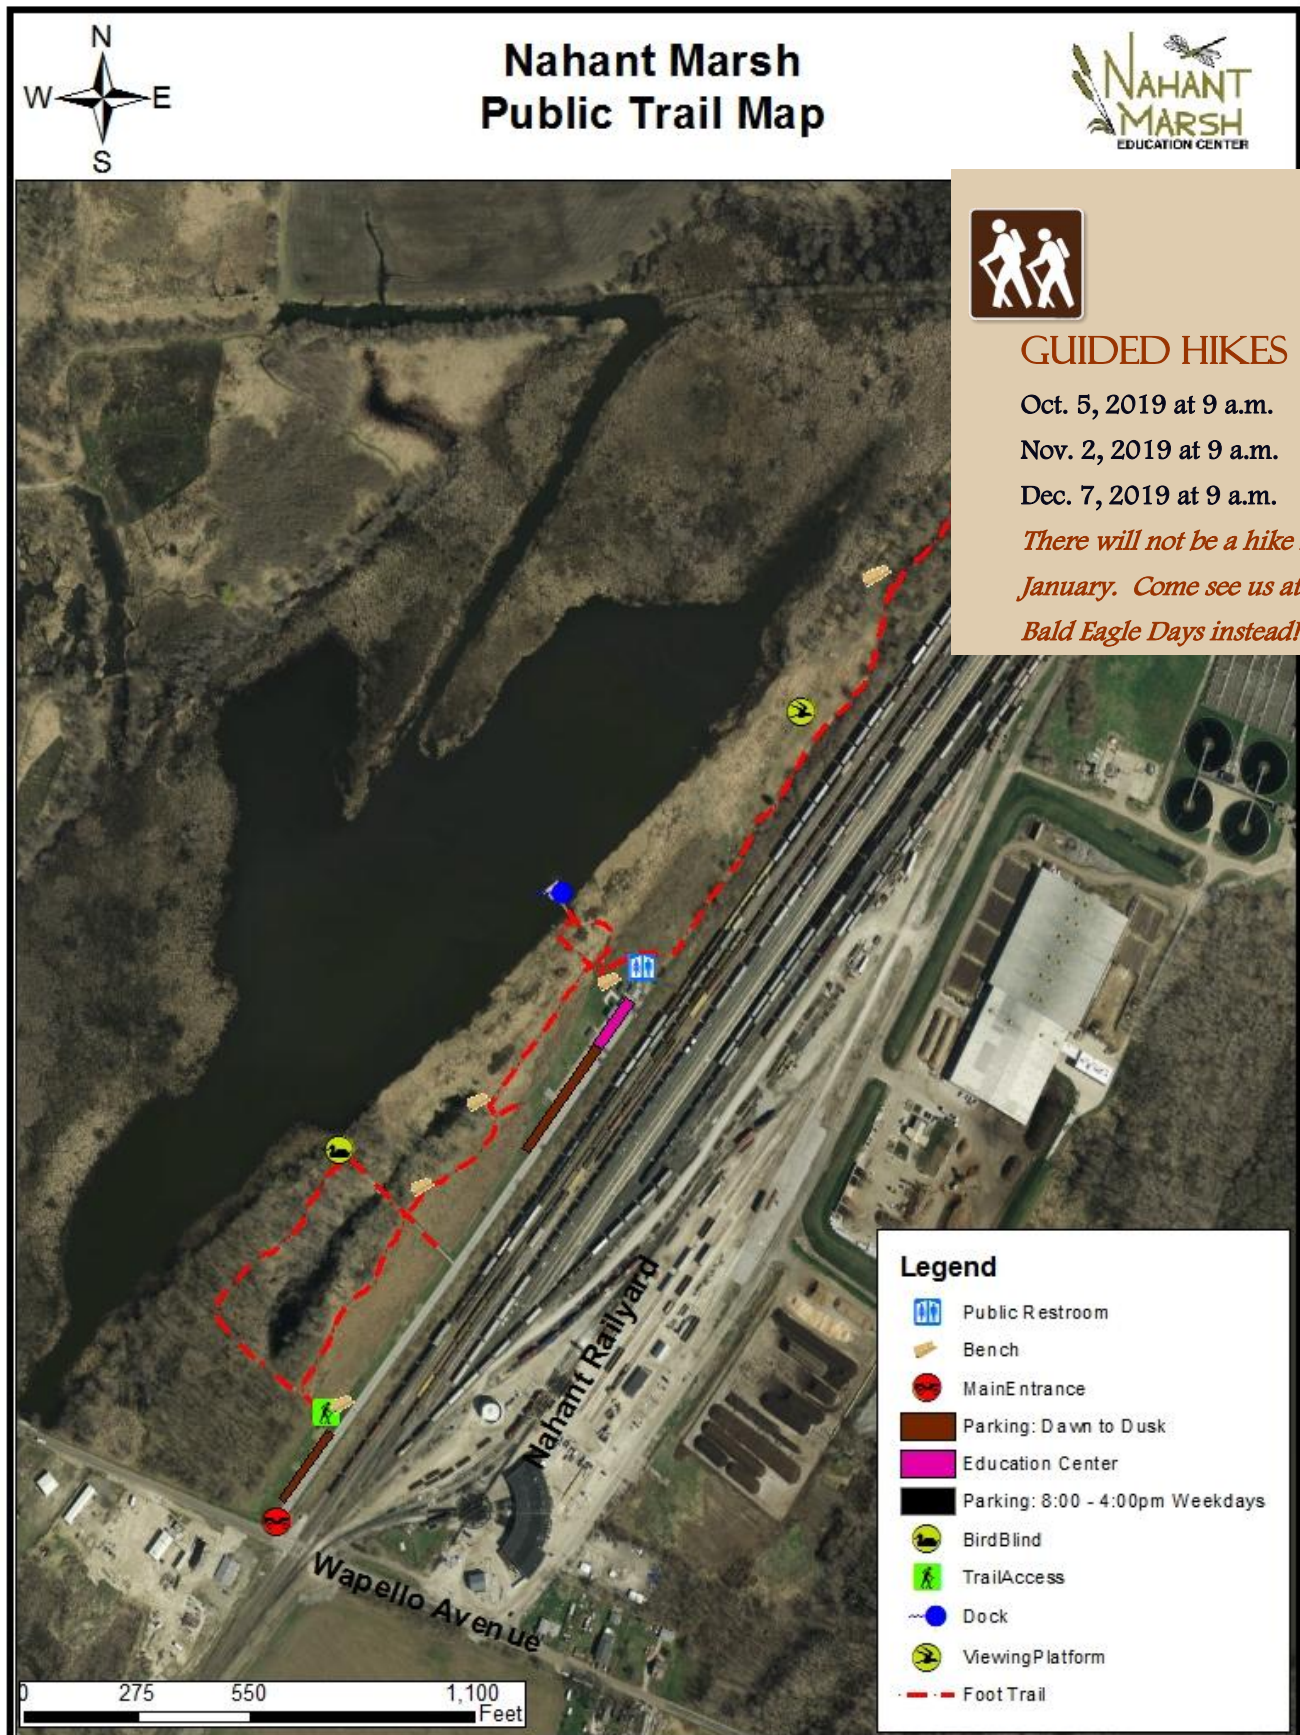 N
W E
S
Nahant Marsh
Public Trail Map
NAHANT
MARSH
EDUCATION CENTER
GUIDED HIKES
Oct. 5, 2019 at 9 a.m.
Nov. 2, 2019 at 9 a.m.
Dec. 7, 2019 at 9 a.m.
There will not be a hike
January. Come see us at
Bald Eagle Days instead!
Nahant Railyard
Wapello Avenue
Legend
Public Restroom
Bench
MainEntrance
Parking: Dawn to Dusk
Education Center
Parking: 8:00 - 4:00pm Weekdays
BirdBlind
TrailAccess
Dock
ViewingPlatform
Foot Trail
0 275 550 1,100
Feet